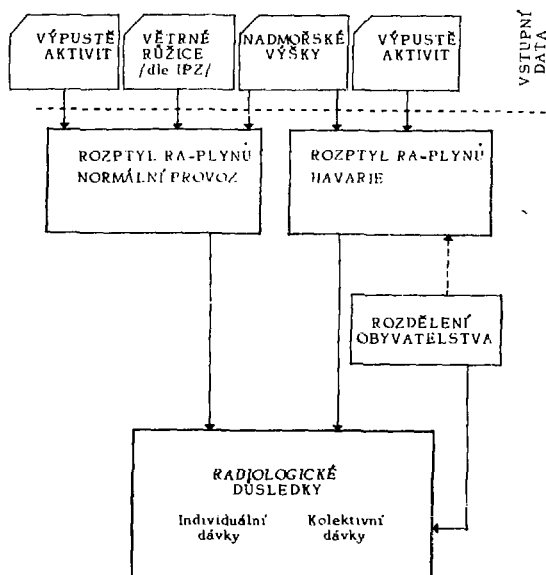 VÝPUSTĚ
AKTIVIT
VĚTRNÉ
RŮŽICE
/dle IPZ/
NADMOŘSKÉ
VÝŠKY
VÝPUSTĚ
AKTIVIT
VSTUPNÍ
DATA
ROZPTYL RA-PLYNŮ
NORMÁLNÍ PROVOZ
ROZPTYL RA-PLYNŮ
HAVARIE
ROZDĚLENÍ
OBYVATELSTVA
RADIOLOGICKÉ
DŮSLEDKY
Individuální
dávky
Kolektivní
dávky